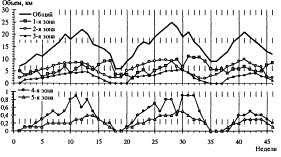 Объем, км
30
25
20
15
10
5
0
Общий
1-я зона
2-я зона
3-я зона
1
0,8
0,6
0,4
0,2
0
4-я зона
5-я зона
0 5 10 15 20 25 30 35 40 45
Недели